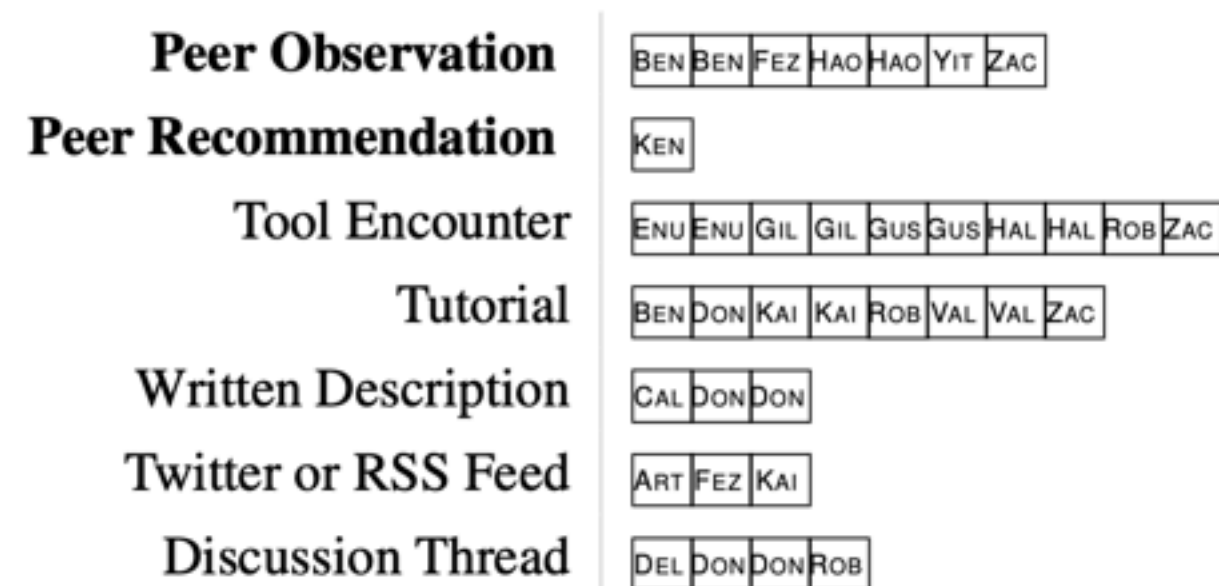 Peer Observation BEN BEN FEZ HAO HAO YIT ZAC
Peer Recommendation KEN
Tool Encounter ENU ENU GIL GIL GUS GUS HAL HAL ROB ZAC
Tutorial BEN DON KAI KAI ROB VAL VAL ZAC
Written Description CAL DON DON
Twitter or RSS Feed ART FEZ KAI
Discussion Thread DEL DON DON ROB